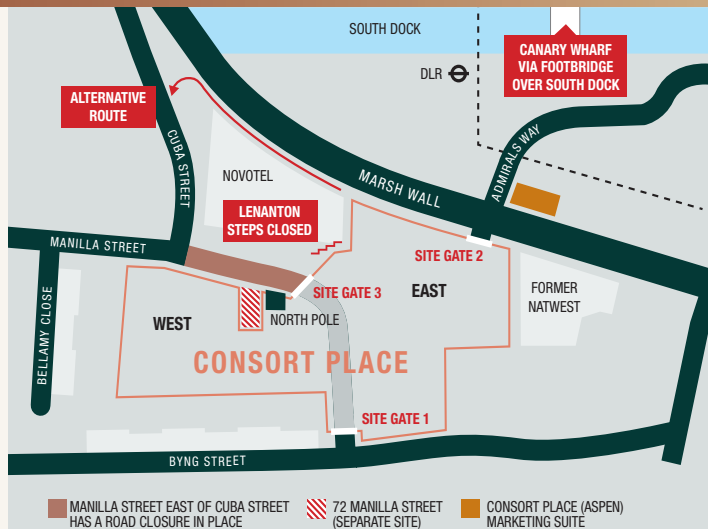 SOUTH DOCK
DLR
CANARY WHARF
VIA FOOTBRIDGE
OVER SOUTH DOCK
ALTERNATIVE
ROUTE
CUBA STREET
ADMIRALS WAY
NOVOTEL
MARSH WALL
LENANTON
STEPS CLOSED
MANILLA STREET
SITE GATE 2
SITE GATE 3
EAST
FORMER
NATWEST
WEST
NORTH POLE
BELLAMY CLOSE
CONSORT PLACE
SITE GATE 1
BYNG STREET
MANILLA STREET EAST OF CUBA STREET
HAS A ROAD CLOSURE IN PLACE
72 MANILLA STREET
(SEPARATE SITE)
CONSORT PLACE (ASPEN)
MARKETING SUITE